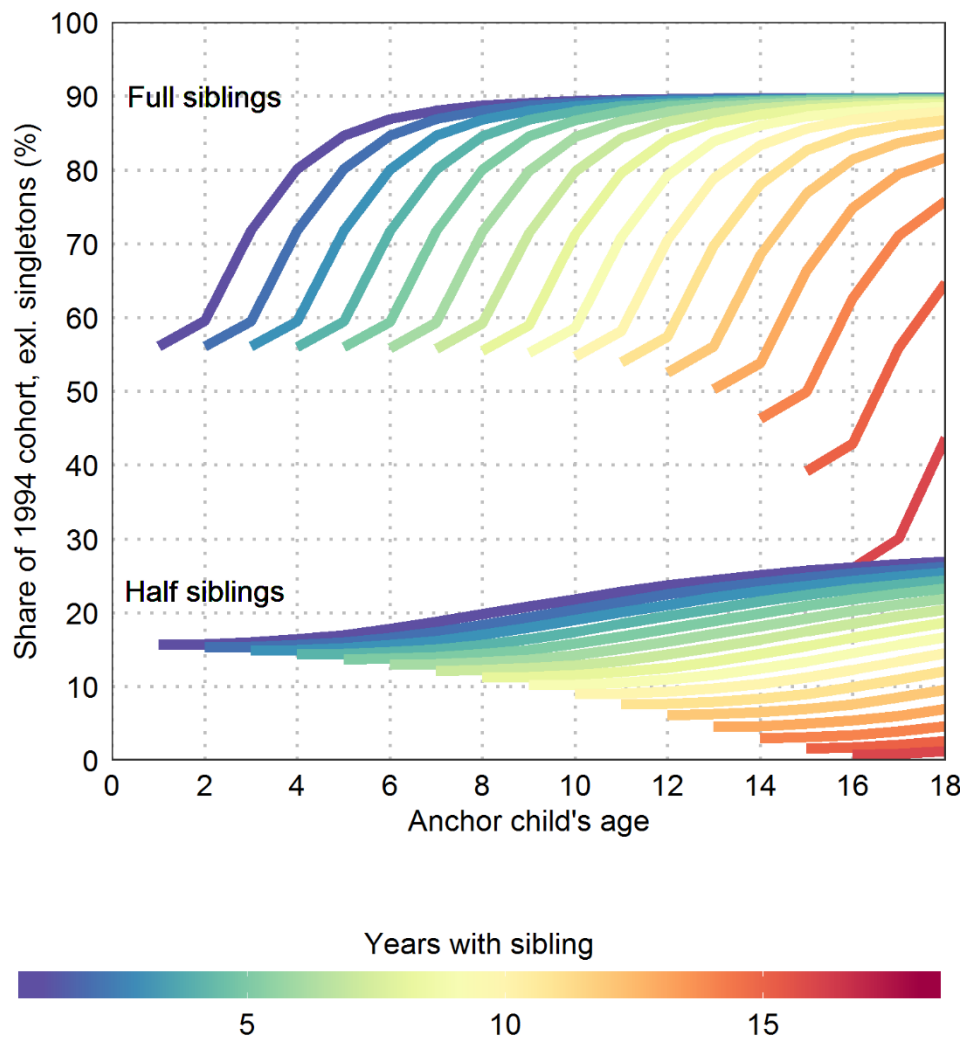 Share of 1994 cohort, exl. singletons (%)
100
90
80
70
60
50
40
30
20
10
0
Full siblings
Half siblings
0 2 4 6 8 10 12 14 16 18
Anchor child's age
Years with sibling
5 10 15